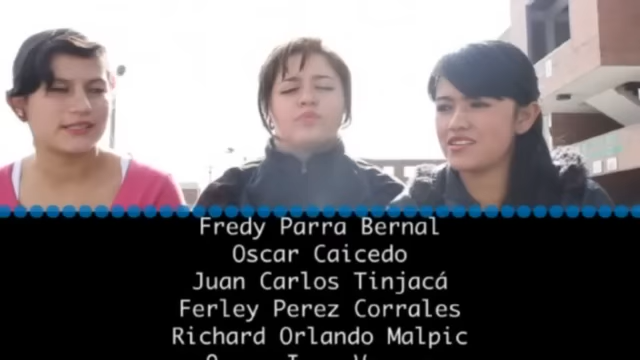 Fredy Parra Bernal
Oscar Caicedo
Juan Carlos Tinjacá
Ferley Perez Corrales
Richard Orlando Malpic